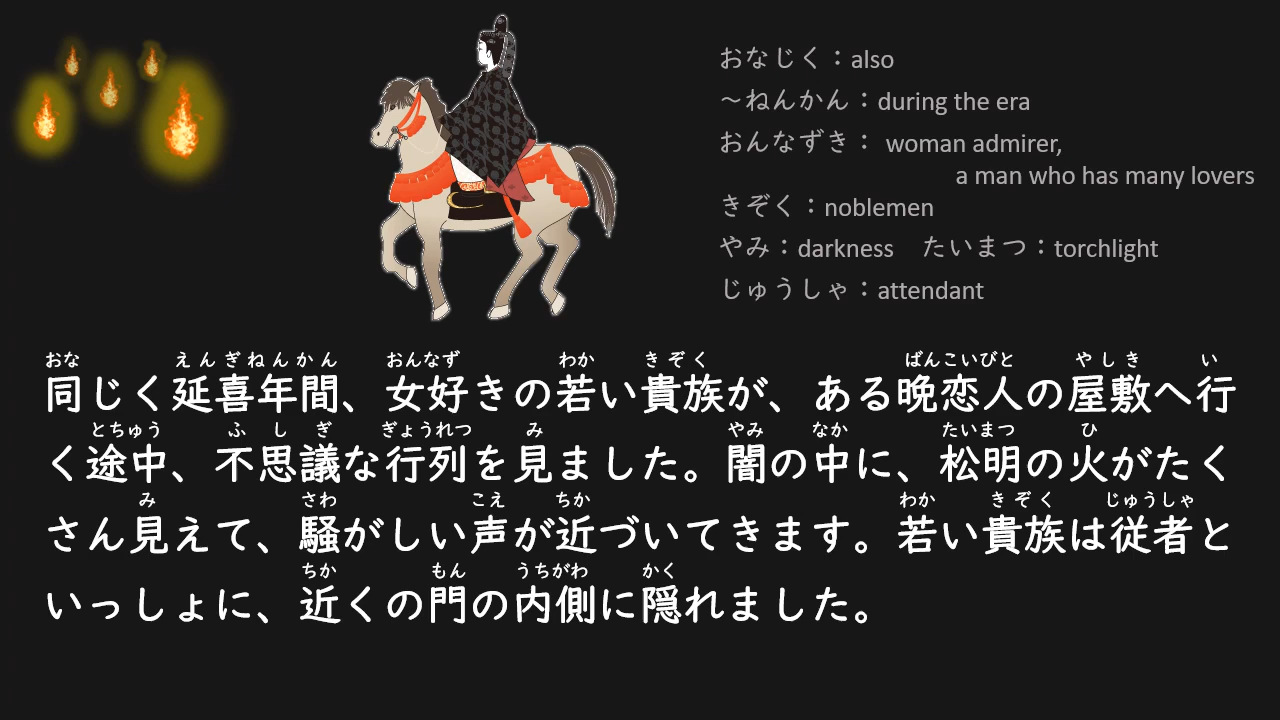 おなじく：also
～ねんかん：during the era
おんなずき： woman admirer,
a man who has many lovers
きぞく：noblemen
やみ：darkness　たいまつ：torchlight
じゅうしゃ：attendant
おな えんぎねんかん おんなず わか きぞく ばんこいびと やしき い
同じく延喜年間、女好きの若い貴族が、ある晩恋人の屋敷へ行
とちゅう ふしぎ ぎょうれつ み やみ なか たいまつ ひ
く途中、不思議な行列を見ました。闇の中に、松明の火がたく
み さわ こえ ちか わか きぞく じゅうしゃ
さん見えて、騒がしい声が近づいてきます。若い貴族は従者と
ちか もん うちがわ かく
いっしょに、近くの門の内側に隠れました。